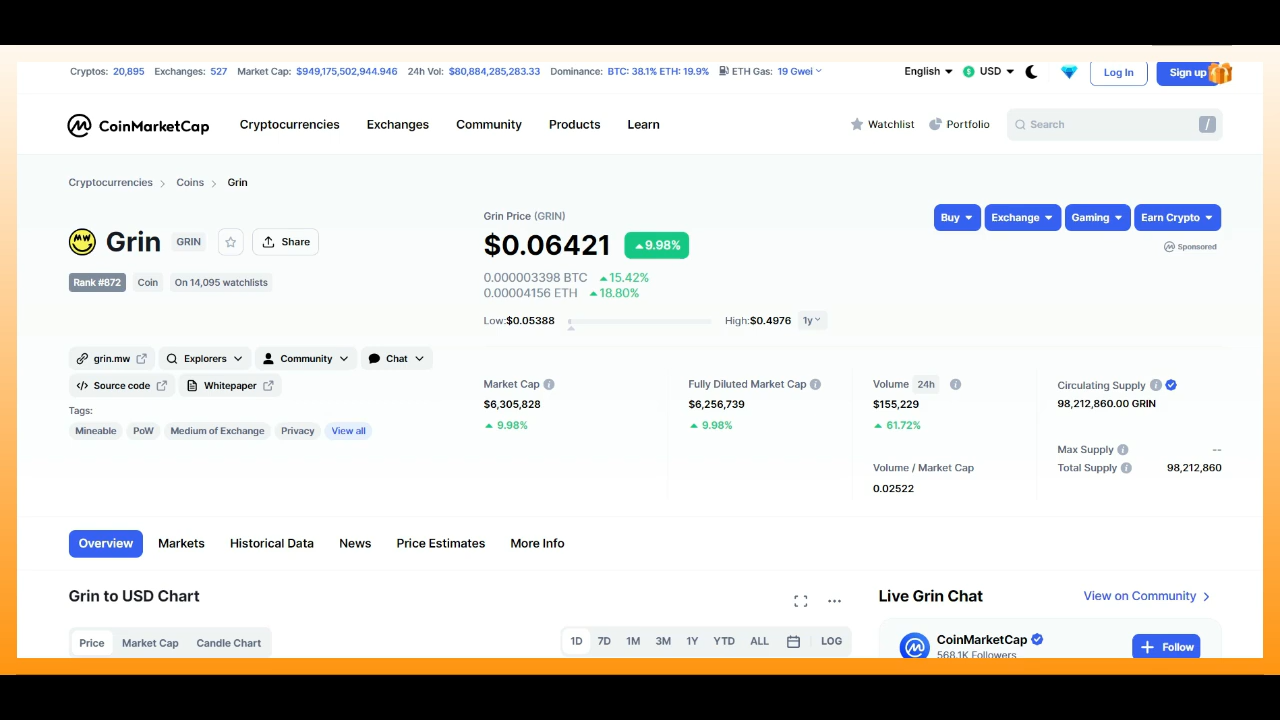 Cryptos: 20,895 Exchanges: 527 Market Cap: $949,175,502,944.946 24h Vol: $80,884,285,283.33 Dominance: BTC: 38.1% ETH: 19.9% ETH Gas: 19 Gwei English USD Log In Sign up
CoinMarketCap Cryptocurrencies Exchanges Community Products Learn Watchlist Portfolio Search /
Cryptocurrencies Coins Grin
Grin Price (GRIN)
Buy Exchange Gaming Earn Crypto
MW Grin GRIN Share
$0.06421 9.98%
Sponsored
0.000003398 BTC 15.42%
Rank #872 Coin On 14,095 watchlists
0.00004156 ETH 18.80%
Low:$0.05388 High:$0.4976 1y
grin.mw Explorers Community Chat
Source code Whitepaper
Tags:
Mineable PoW Medium of Exchange Privacy View all
Market Cap
$6,305,828
9.98%
Fully Diluted Market Cap
$6,256,739
9.98%
Volume 24h
$155,229
61.72%
Volume / Market Cap
0.02522
Circulating Supply
98,212,860.00 GRIN
Max Supply --
Total Supply 98,212,860
Overview Markets Historical Data News Price Estimates More Info
Grin to USD Chart
Price Market Cap Candle Chart 1D 7D 1M 3M 1Y YTD ALL LOG
Live Grin Chat View on Community
CoinMarketCap
568.1K Followers
Follow